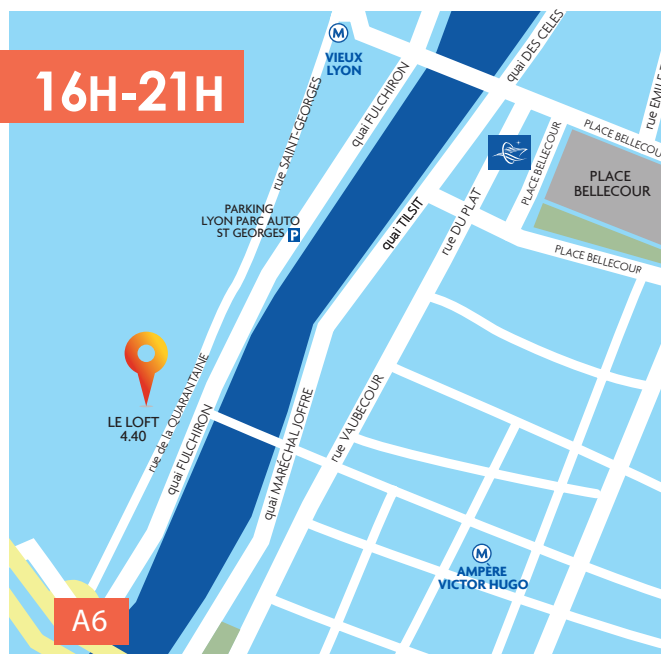 16H-21H
M
VIEUX
LYON
quai DES CELES
rue SAINT-GEORGES
quai FULCHIRON
PLACE BELLECOUR
PLACE BELLECOUR
rue EMILE
PLACE
BELLECOUR
PARKING
LYON PARC AUTO
ST GEORGES P
quai TILSIT
rue DU PLAT
PLACE BELLECOUR
LE LOFT
4.40
rue de la QUARANTAINE
quai FULCHIRON
quai MARÉCHAL JOFFRE
rue VAUBECOUR
M
AMPÈRE
VICTOR HUGO
A6